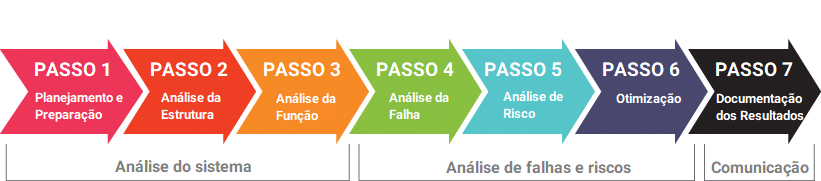 PASSO 1
Planejamento e
Preparação
PASSO 2
Análise da
Estrutura
PASSO 3
Análise da
Função
PASSO 4
Análise da
Falha
PASSO 5
Análise de
Risco
PASSO 6
Otimização
PASSO 7
Documentação
dos Resultados
Análise do sistema
Análise de falhas e riscos
Comunicação